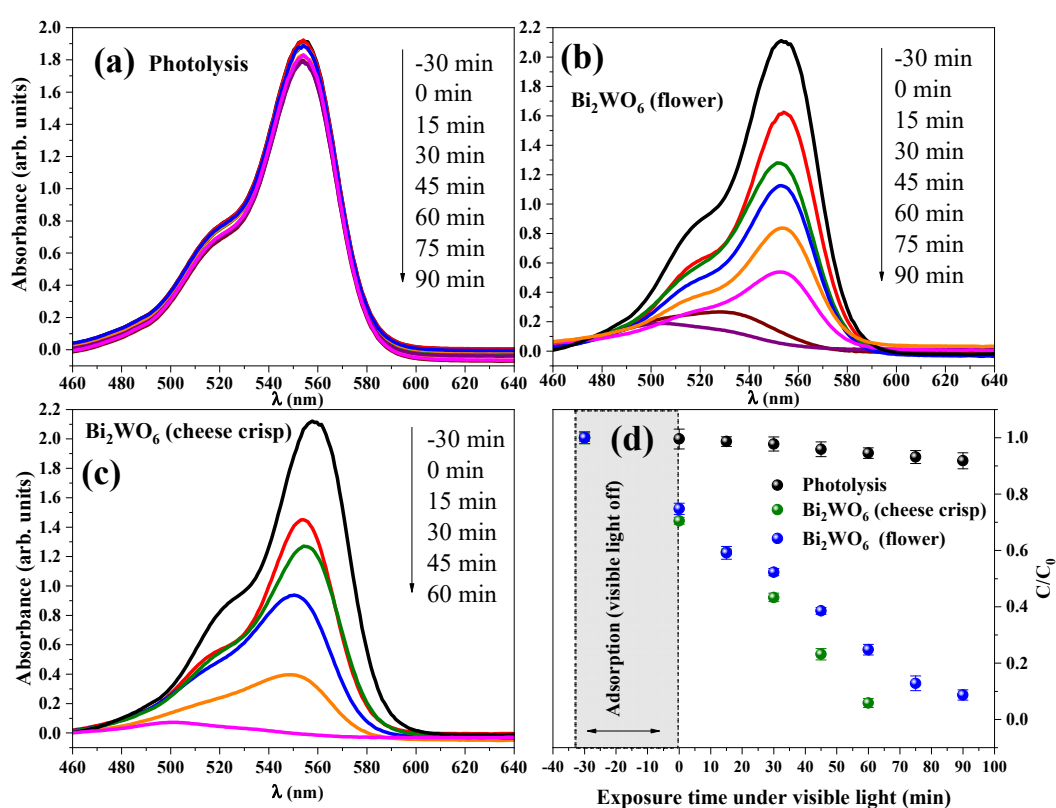 (a) Photolysis
-30 min
0 min
15 min
30 min
45 min
60 min
75 min
90 min
Absorbance (arb. units)
2.0
1.8
1.6
1.4
1.2
1.0
0.8
0.6
0.4
0.2
0.0
460 480 500 520 540 560 580 600 620 640
λ (nm)
(b)
Bi₂WO₆ (flower)
-30 min
0 min
15 min
30 min
45 min
60 min
75 min
90 min
2.2
2.0
1.8
1.6
1.4
1.2
1.0
0.8
0.6
0.4
0.2
0.0
460 480 500 520 540 560 580 600 620 640
λ (nm)
Bi₂WO₆ (cheese crisp)
(c)
-30 min
0 min
15 min
30 min
45 min
60 min
Absorbance (arb. units)
2.2
2.0
1.8
1.6
1.4
1.2
1.0
0.8
0.6
0.4
0.2
0.0
460 480 500 520 540 560 580 600 620 640
λ (nm)
(d)
Adsorption (visible light off)
Photolysis
Bi₂WO₆ (cheese crisp)
Bi₂WO₆ (flower)
1.0
0.8
0.6
0.4
0.2
0.0
C/C₀
-40 -30 -20 -10 0 10 20 30 40 50 60 70 80 90 100
Exposure time under visible light (min)